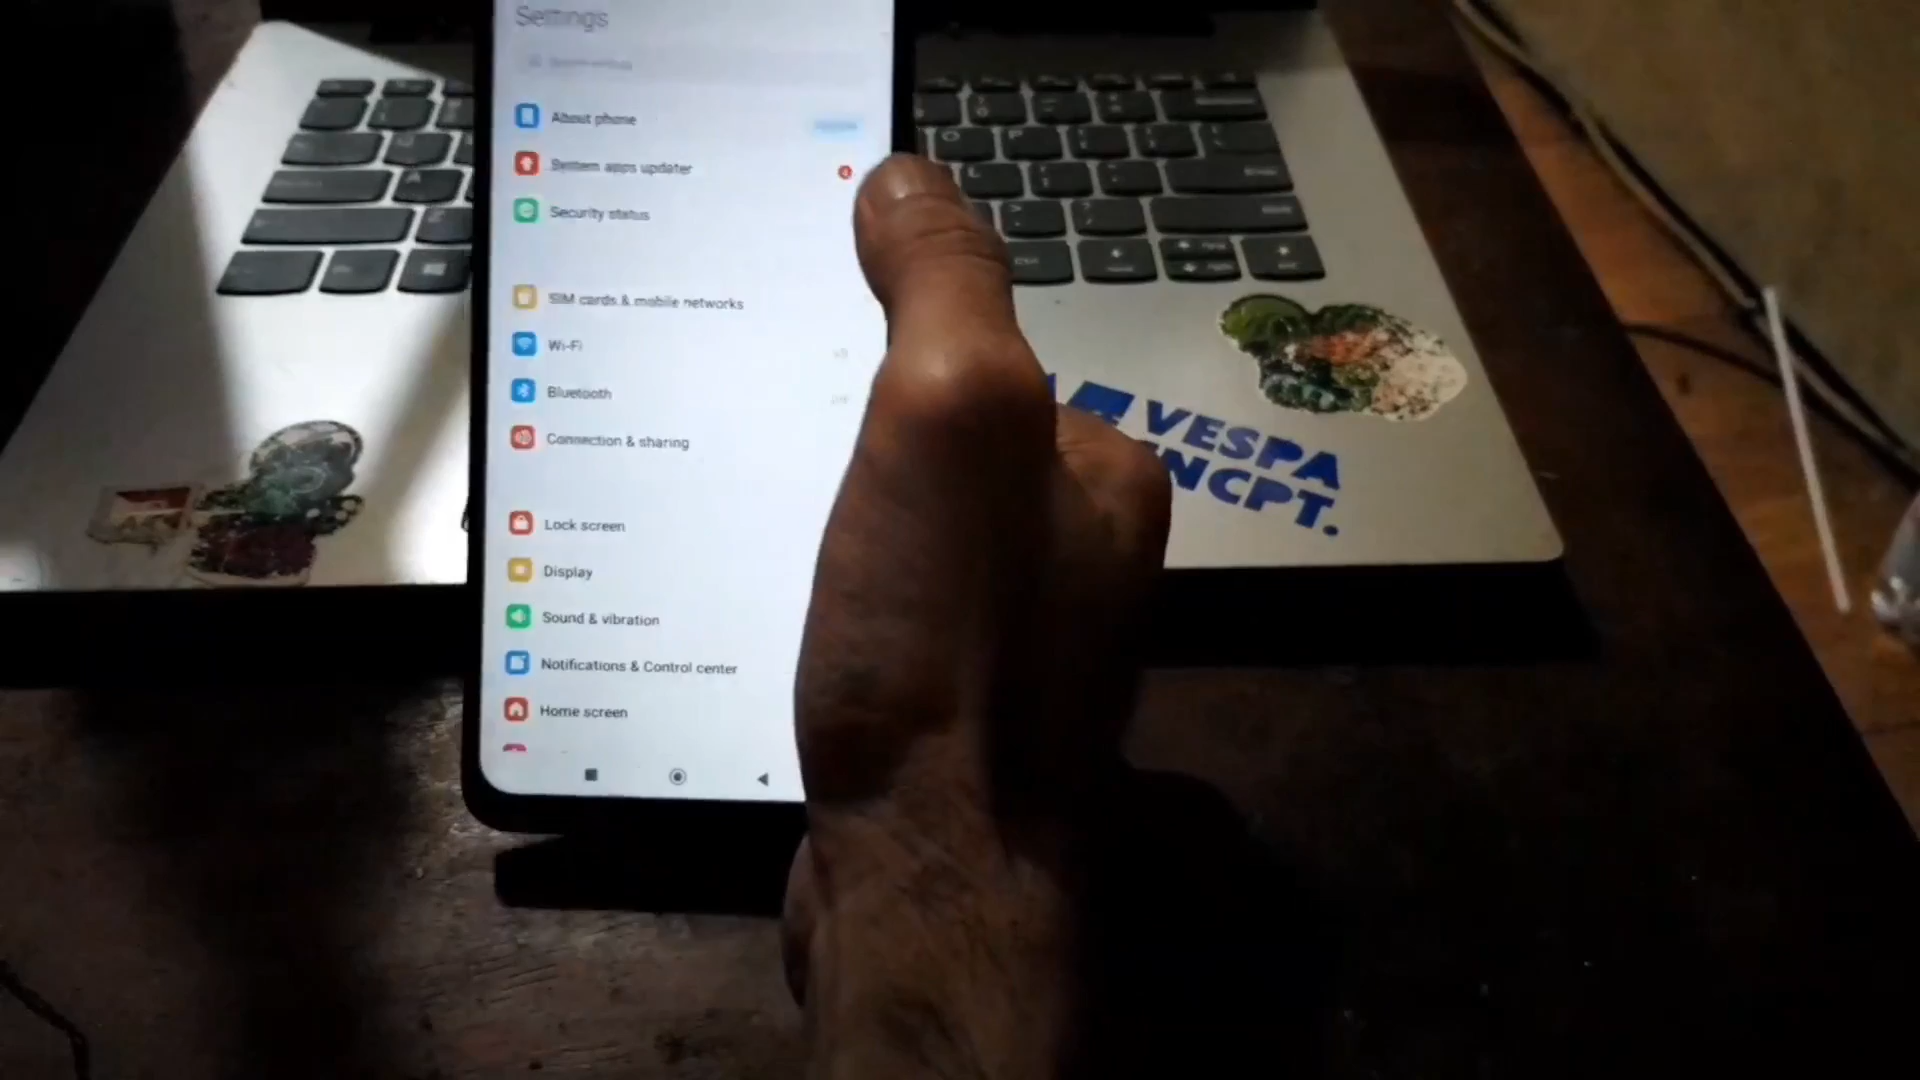 Settings
About phone
System apps updater
Security status
SIM cards & mobile networks
Wi-Fi
Bluetooth
Connection & sharing
Lock screen
Display
Sound & vibration
Notifications & Control center
Home screen
VESPA
NCPT.